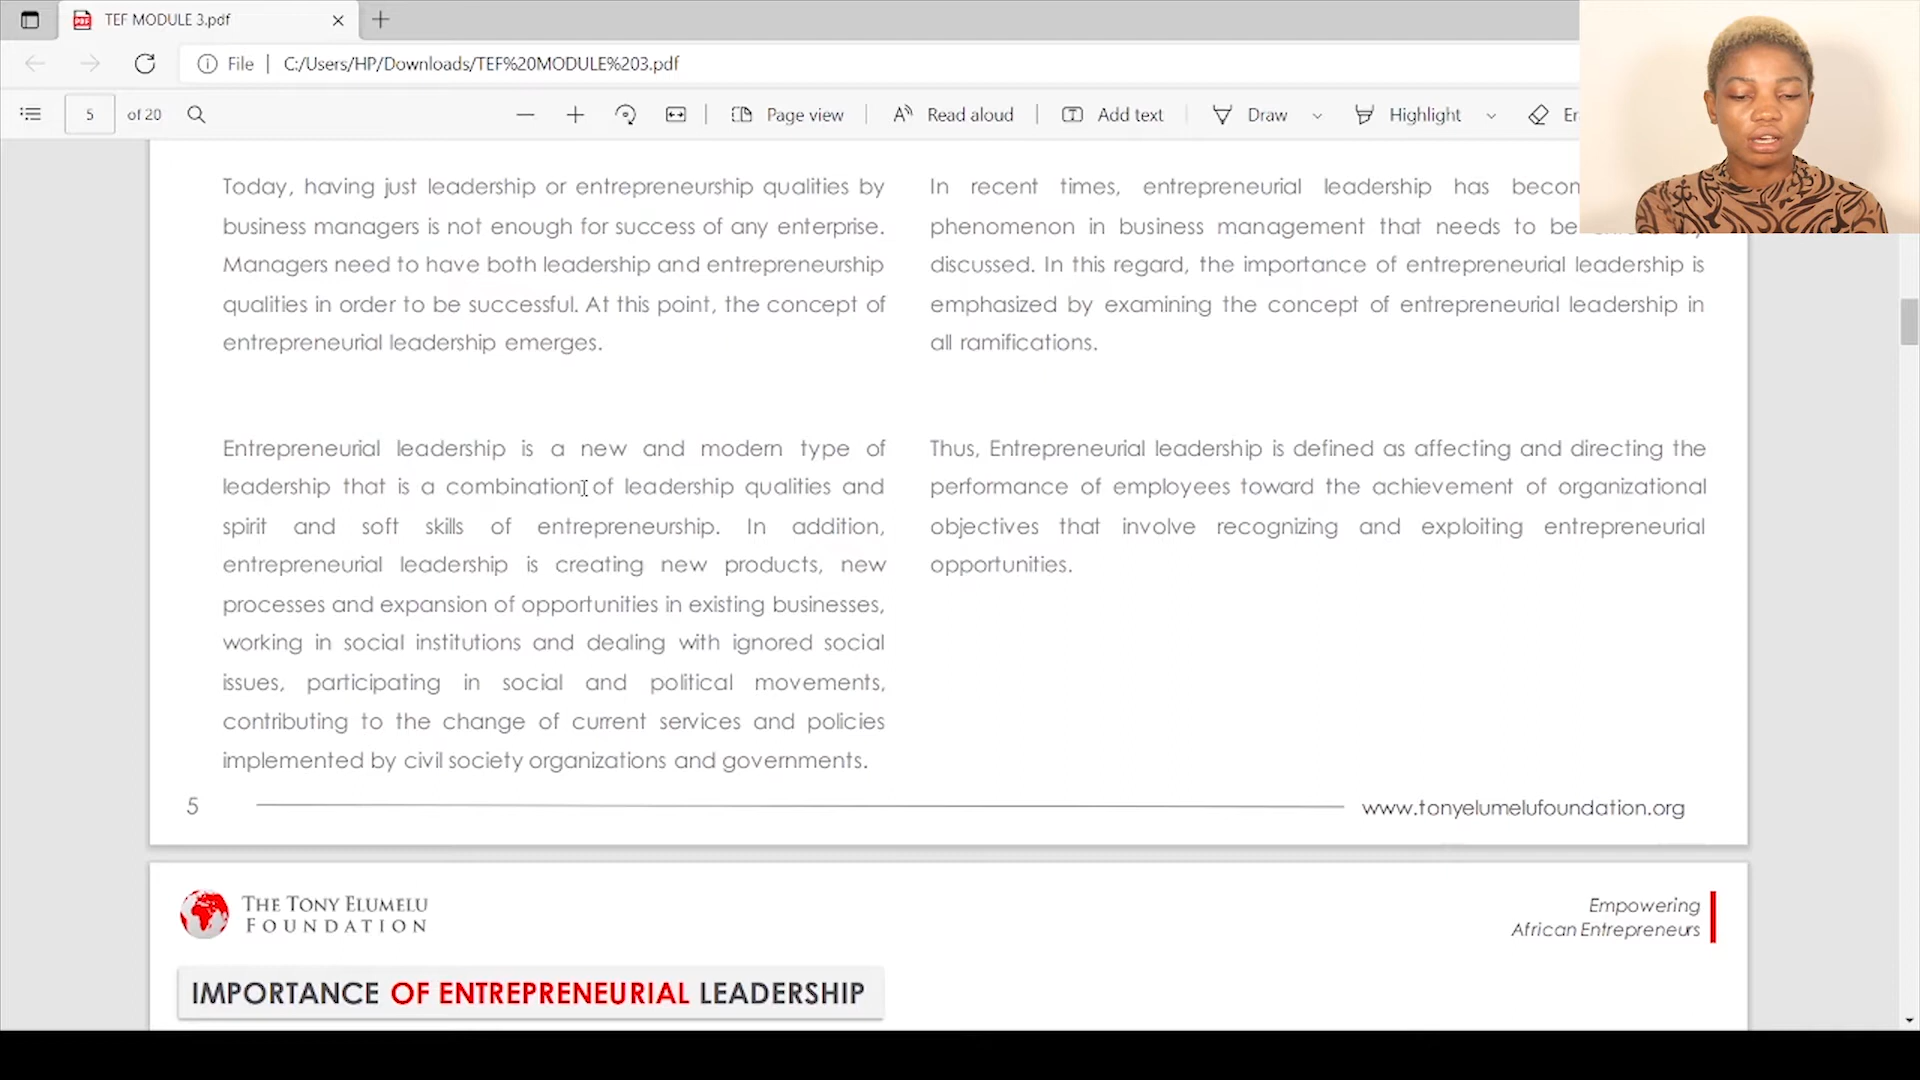 TEF MODULE 3.pdf
File
C:/Users/HP/Downloads/TEF%20MODULE%203.pdf
5 of 20
Page view
Read aloud
Add text
Draw
Highlight
Today, having just leadership or entrepreneurship qualities by
business managers is not enough for success of any enterprise.
Managers need to have both leadership and entrepreneurship
qualities in order to be successful. At this point, the concept of
entrepreneurial leadership emerges.
Entrepreneurial leadership is a new and modern type of
leadership that is a combination of leadership qualities and
spirit and soft skills of entrepreneurship. In addition,
entrepreneurial leadership is creating new products, new
processes and expansion of opportunities in existing businesses,
working in social institutions and dealing with ignored social
issues, participating in social and political movements,
contributing to the change of current services and policies
implemented by civil society organizations and governments.
In recent times, entrepreneurial leadership has
phenomenon in business management that needs to be
discussed. In this regard, the importance of entrepreneurial leadership is
emphasized by examining the concept of entrepreneurial leadership in
all ramifications.
Thus, Entrepreneurial leadership is defined as affecting and directing the
performance of employees toward the achievement of organizational
objectives that involve recognizing and exploiting entrepreneurial
opportunities.
5
www.tonyelumelufoundation.org
THE TONY ELUMELU
FOUNDATION
Empowering
African Entrepreneurs
IMPORTANCE OF ENTREPRENEURIAL LEADERSHIP